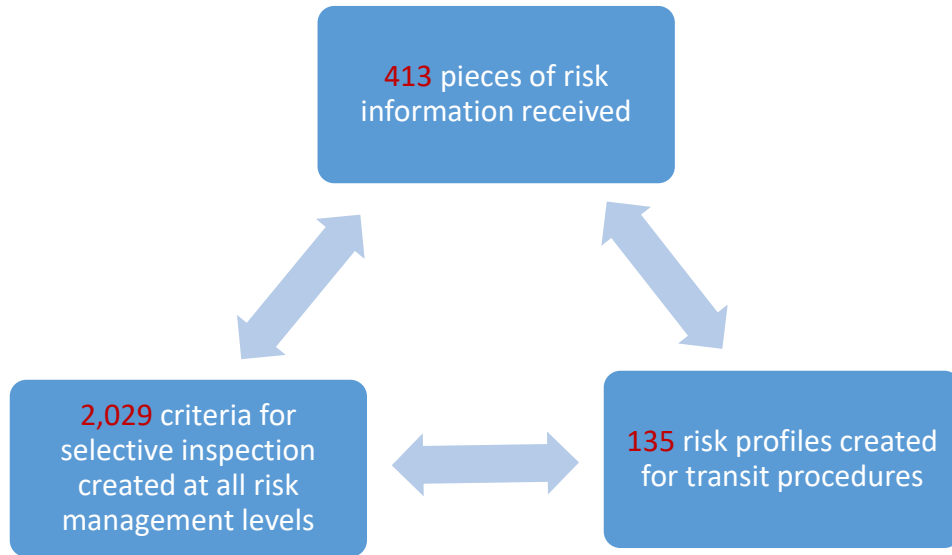 413 pieces of risk
information received
2,029 criteria for
selective inspection
created at all risk
management levels
135 risk profiles created
for transit procedures